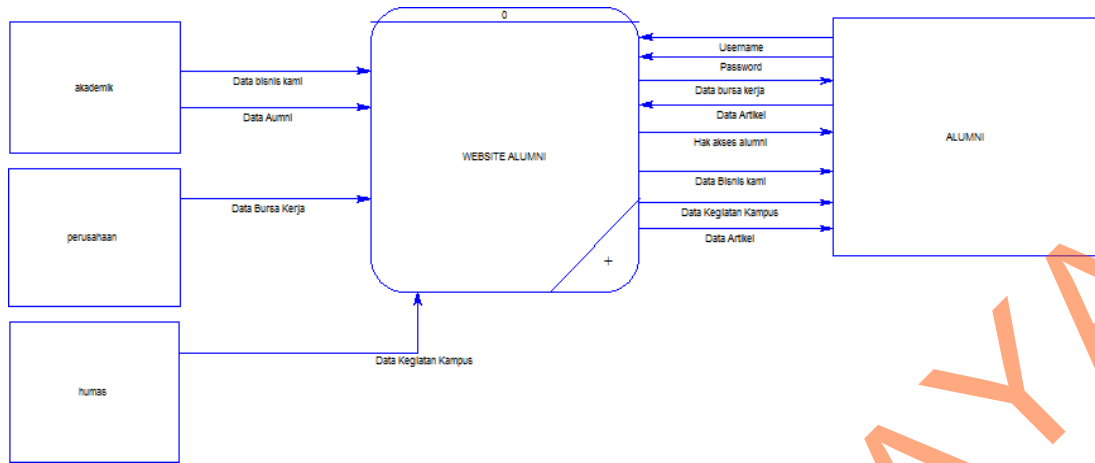 0
akademik
Data bisnis kami
Data Aumni
WEBSITE ALUMNI
+
Username
Password
Data bursa kerja
Data Artikel
Hak akses alumni
Data Bisnis kami
Data Kegiatan Kampus
Data Artikel
ALUMNI
perusahaan
Data Bursa Kerja
humas
Data Kegiatan Kampus